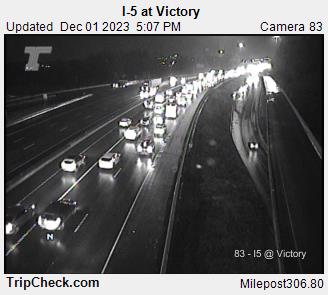 I-5 at Victory
Updated Dec 01 2023 5:07 PM Camera 83
T
N
83 - I5 @ Victory
TripCheck.com Milepost306.80